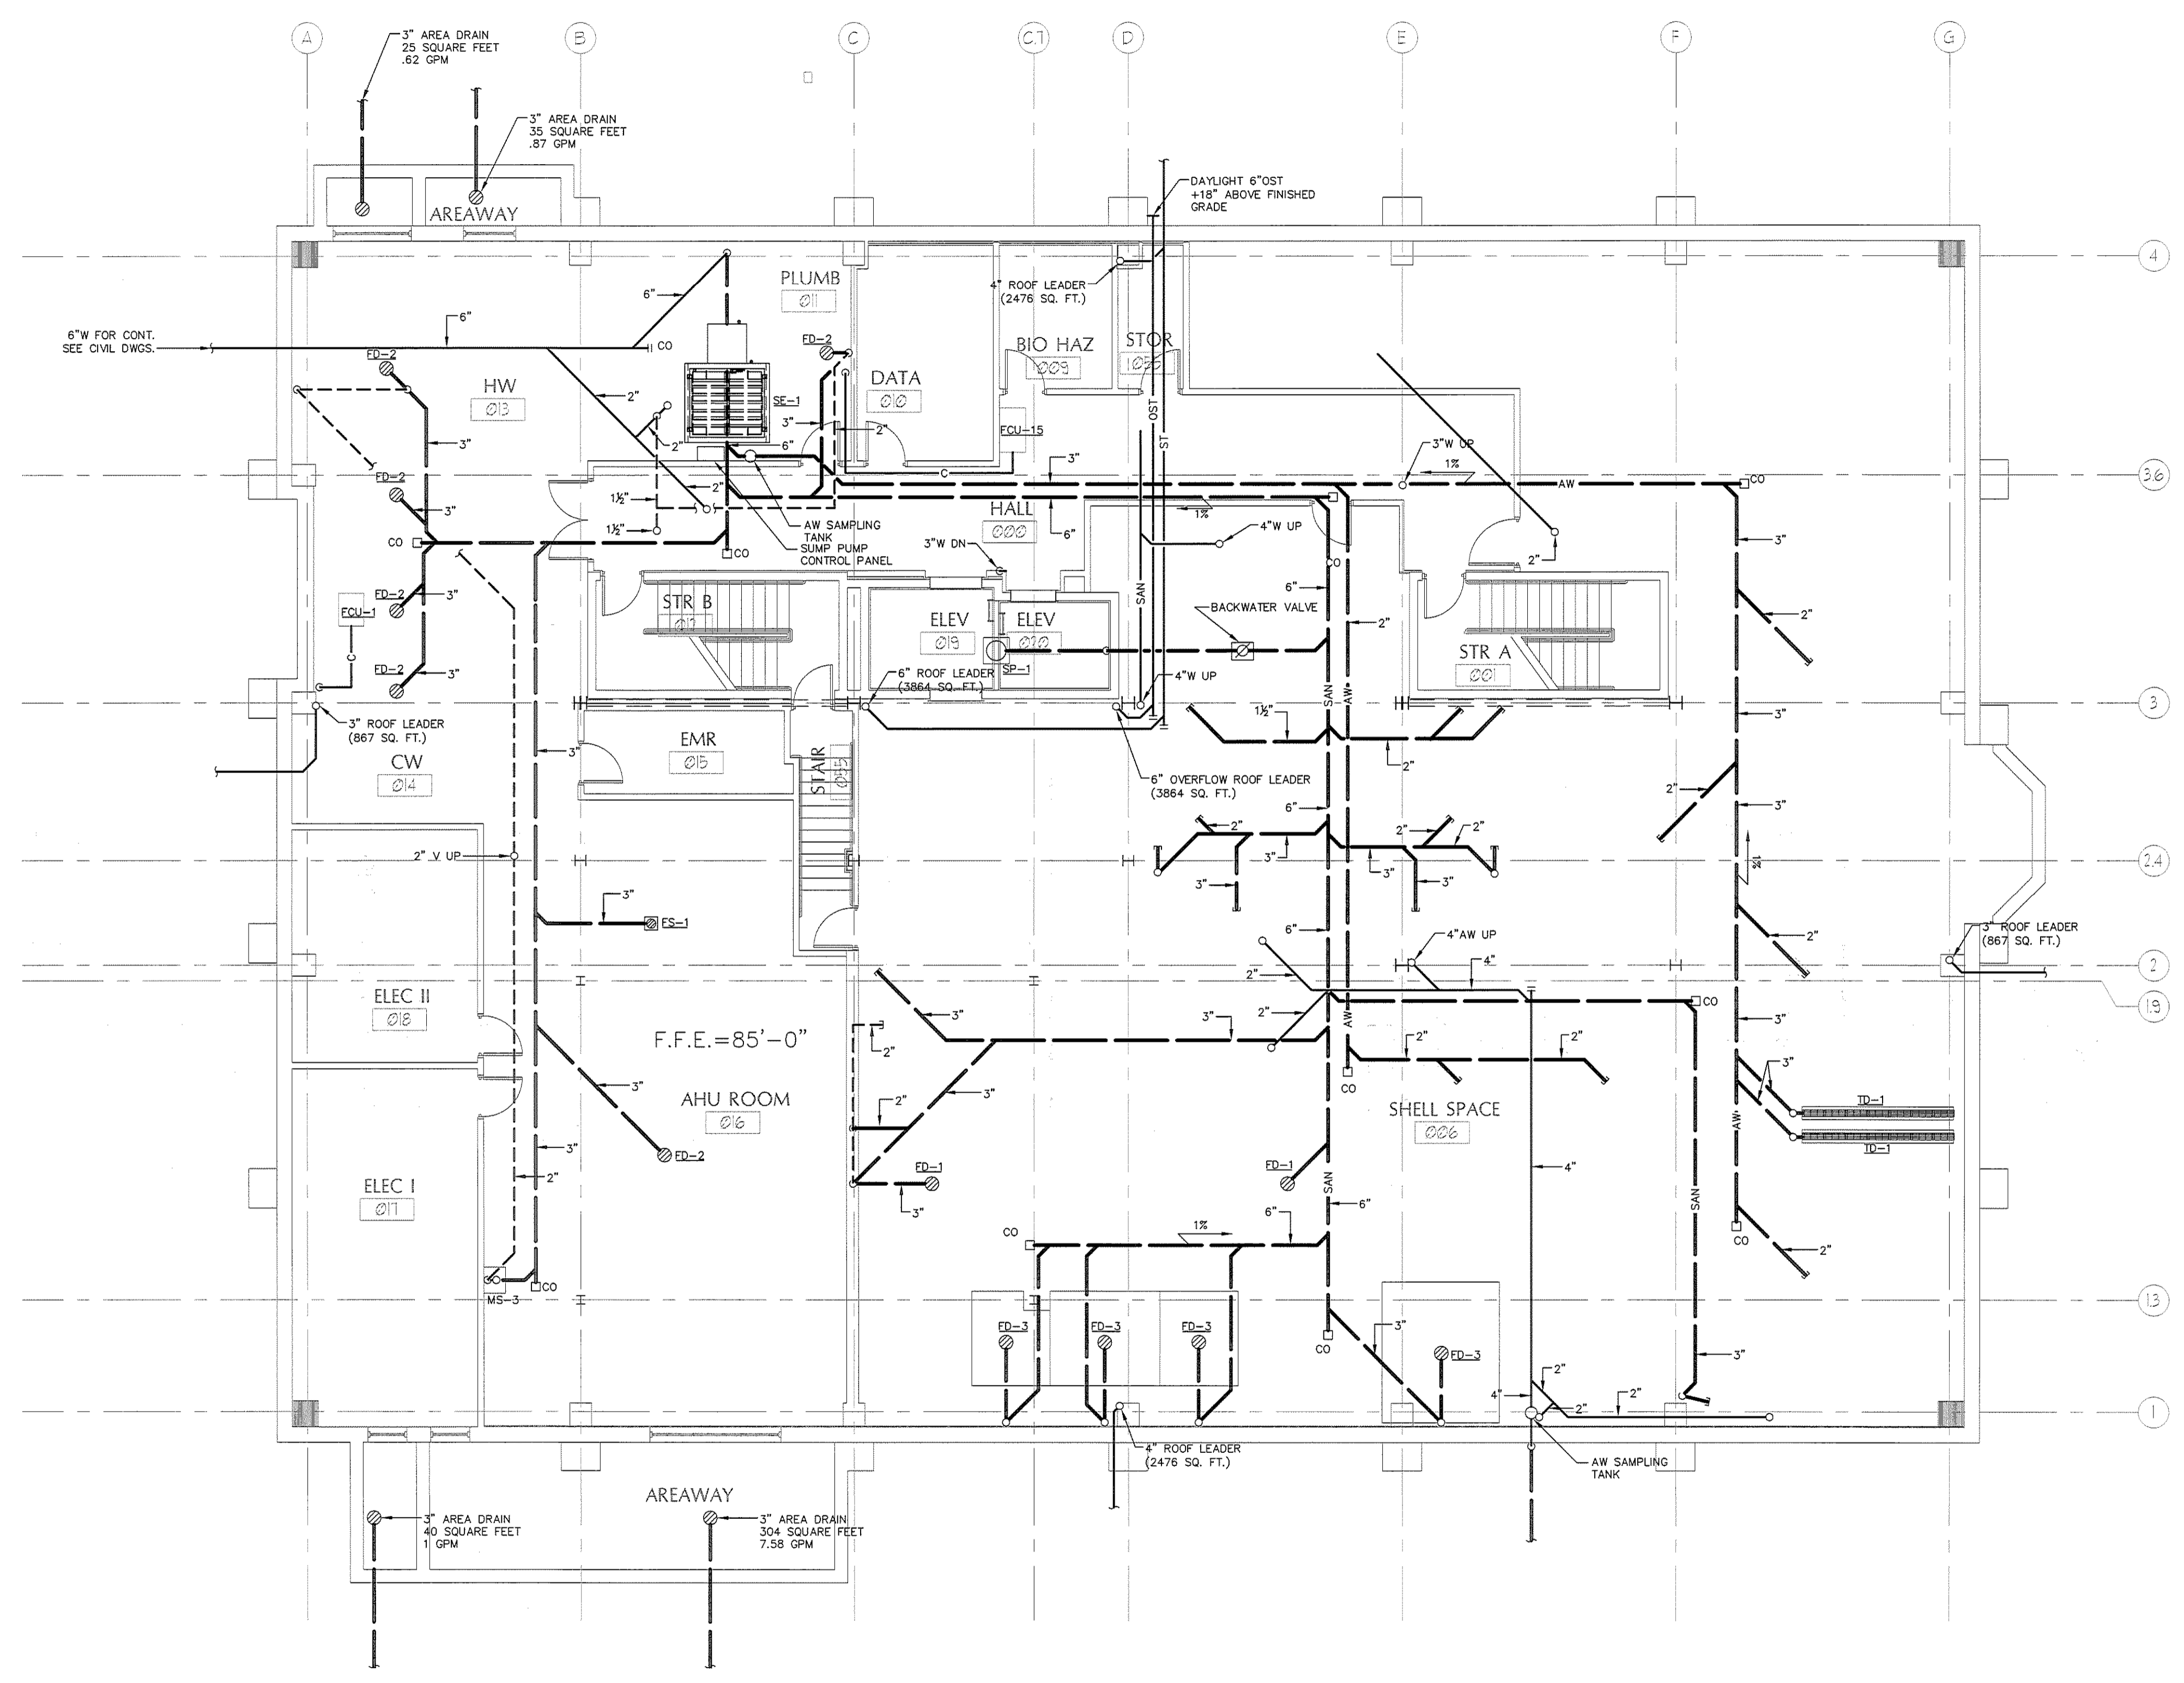 A
B
C
C.7
D
E
F
G
3" AREA DRAIN
25 SQUARE FEET
.62 GPM
3" AREA DRAIN
35 SQUARE FEET
.87 GPM
AREAWAY
DAYLIGHT 6"OST
+18" ABOVE FINISHED
GRADE
4
PLUMB
011
6"
4" ROOF LEADER
(2476 SQ. FT.)
6"W FOR CONT.
SEE CIVIL DWGS.
6"
CO
FD-2
FD-2
BIO HAZ
009
STOR
HW
013
DATA
010
2"
SE-1
OST
ST
3"
2"
2"
FCU-15
3"
6"
3"W UP
1%
3"
C
AW
CO
3.6
FD-2
2"
1½"
3"
1½"
HALL
000
1%
6"
4"W UP
AW SAMPLING
TANK
SUMP PUMP
CONTROL PANEL
CO
CO
3"W DN
CO
2"
3"
FD-2
3"
FCU-1
STR B
SAN
6"
BACKWATER VALVE
2"
2"
ELEV
019
ELEV
020
C
SP-1
STR A
001
FD-2
3"
6" ROOF LEADER
(3864 SQ. FT.)
4"W UP
SAN
AW
3
3" ROOF LEADER
(867 SQ. FT.)
1½"
3"
CW
014
3"
EMR
015
STAIR
2"
6" OVERFLOW ROOF LEADER
(3864 SQ. FT.)
2"
6"
3"
2" V UP
2"
2"
2"
3"
3"
1%
2.4
3"
3"
3"
FS-1
6"
4"AW UP
2"
3" ROOF LEADER
(867 SQ. FT.)
2
4"
2"
ELEC II
018
3"
2"
3"
AW
CO
3"
1.9
F.F.E.=85'-0"
2"
2"
2"
3"
3"
3"
CO
AHU ROOM
016
2"
SHELL SPACE
006
TD-1
AW
TD-1
3"
FD-2
FD-1
FD-1
4"
2"
ELEC I
017
3"
SAN
6"
SAN
CO
1%
6"
CO
2"
MS-3
CO
1.3
FD-3
FD-3
FD-3
3"
CO
FD-3
3"
2"
4"
2"
2"
1
4" ROOF LEADER
(2476 SQ. FT.)
AW SAMPLING
TANK
AREAWAY
3" AREA DRAIN
40 SQUARE FEET
1 GPM
3" AREA DRAIN
304 SQUARE FEET
7.58 GPM